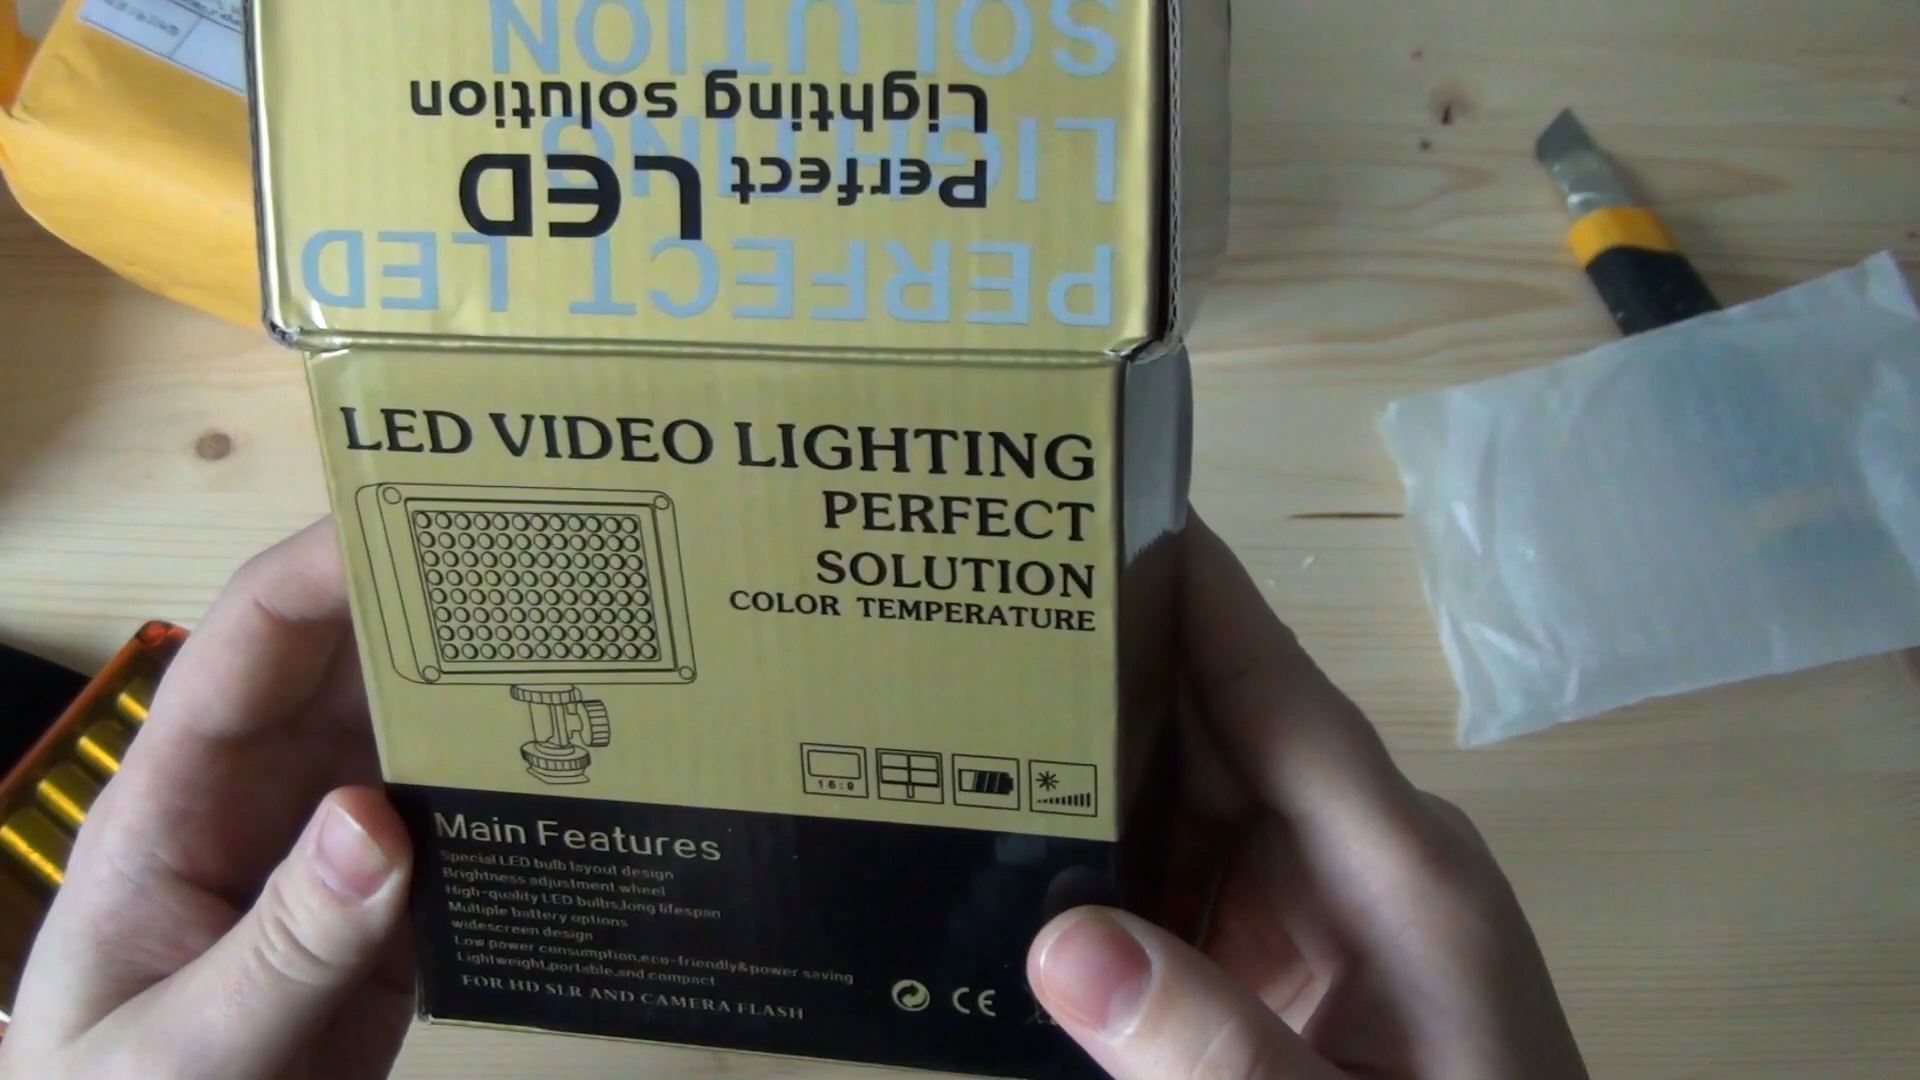 PERFECT LED
LIGHTING
SOLUTION
Perfect LED
Lighting solution
LED VIDEO LIGHTING
PERFECT
SOLUTION
COLOR TEMPERATURE
16:9
Main Features
Special LED bulb layout design
Brightness adjustment wheel
High-quality LED bulbs,long lifespan
Multiple battery options
widescreen design
Low power consumption,eco-friendly&power saving
Lightweight,portable,and compact
FOR HD SLR AND CAMERA FLASH
CE